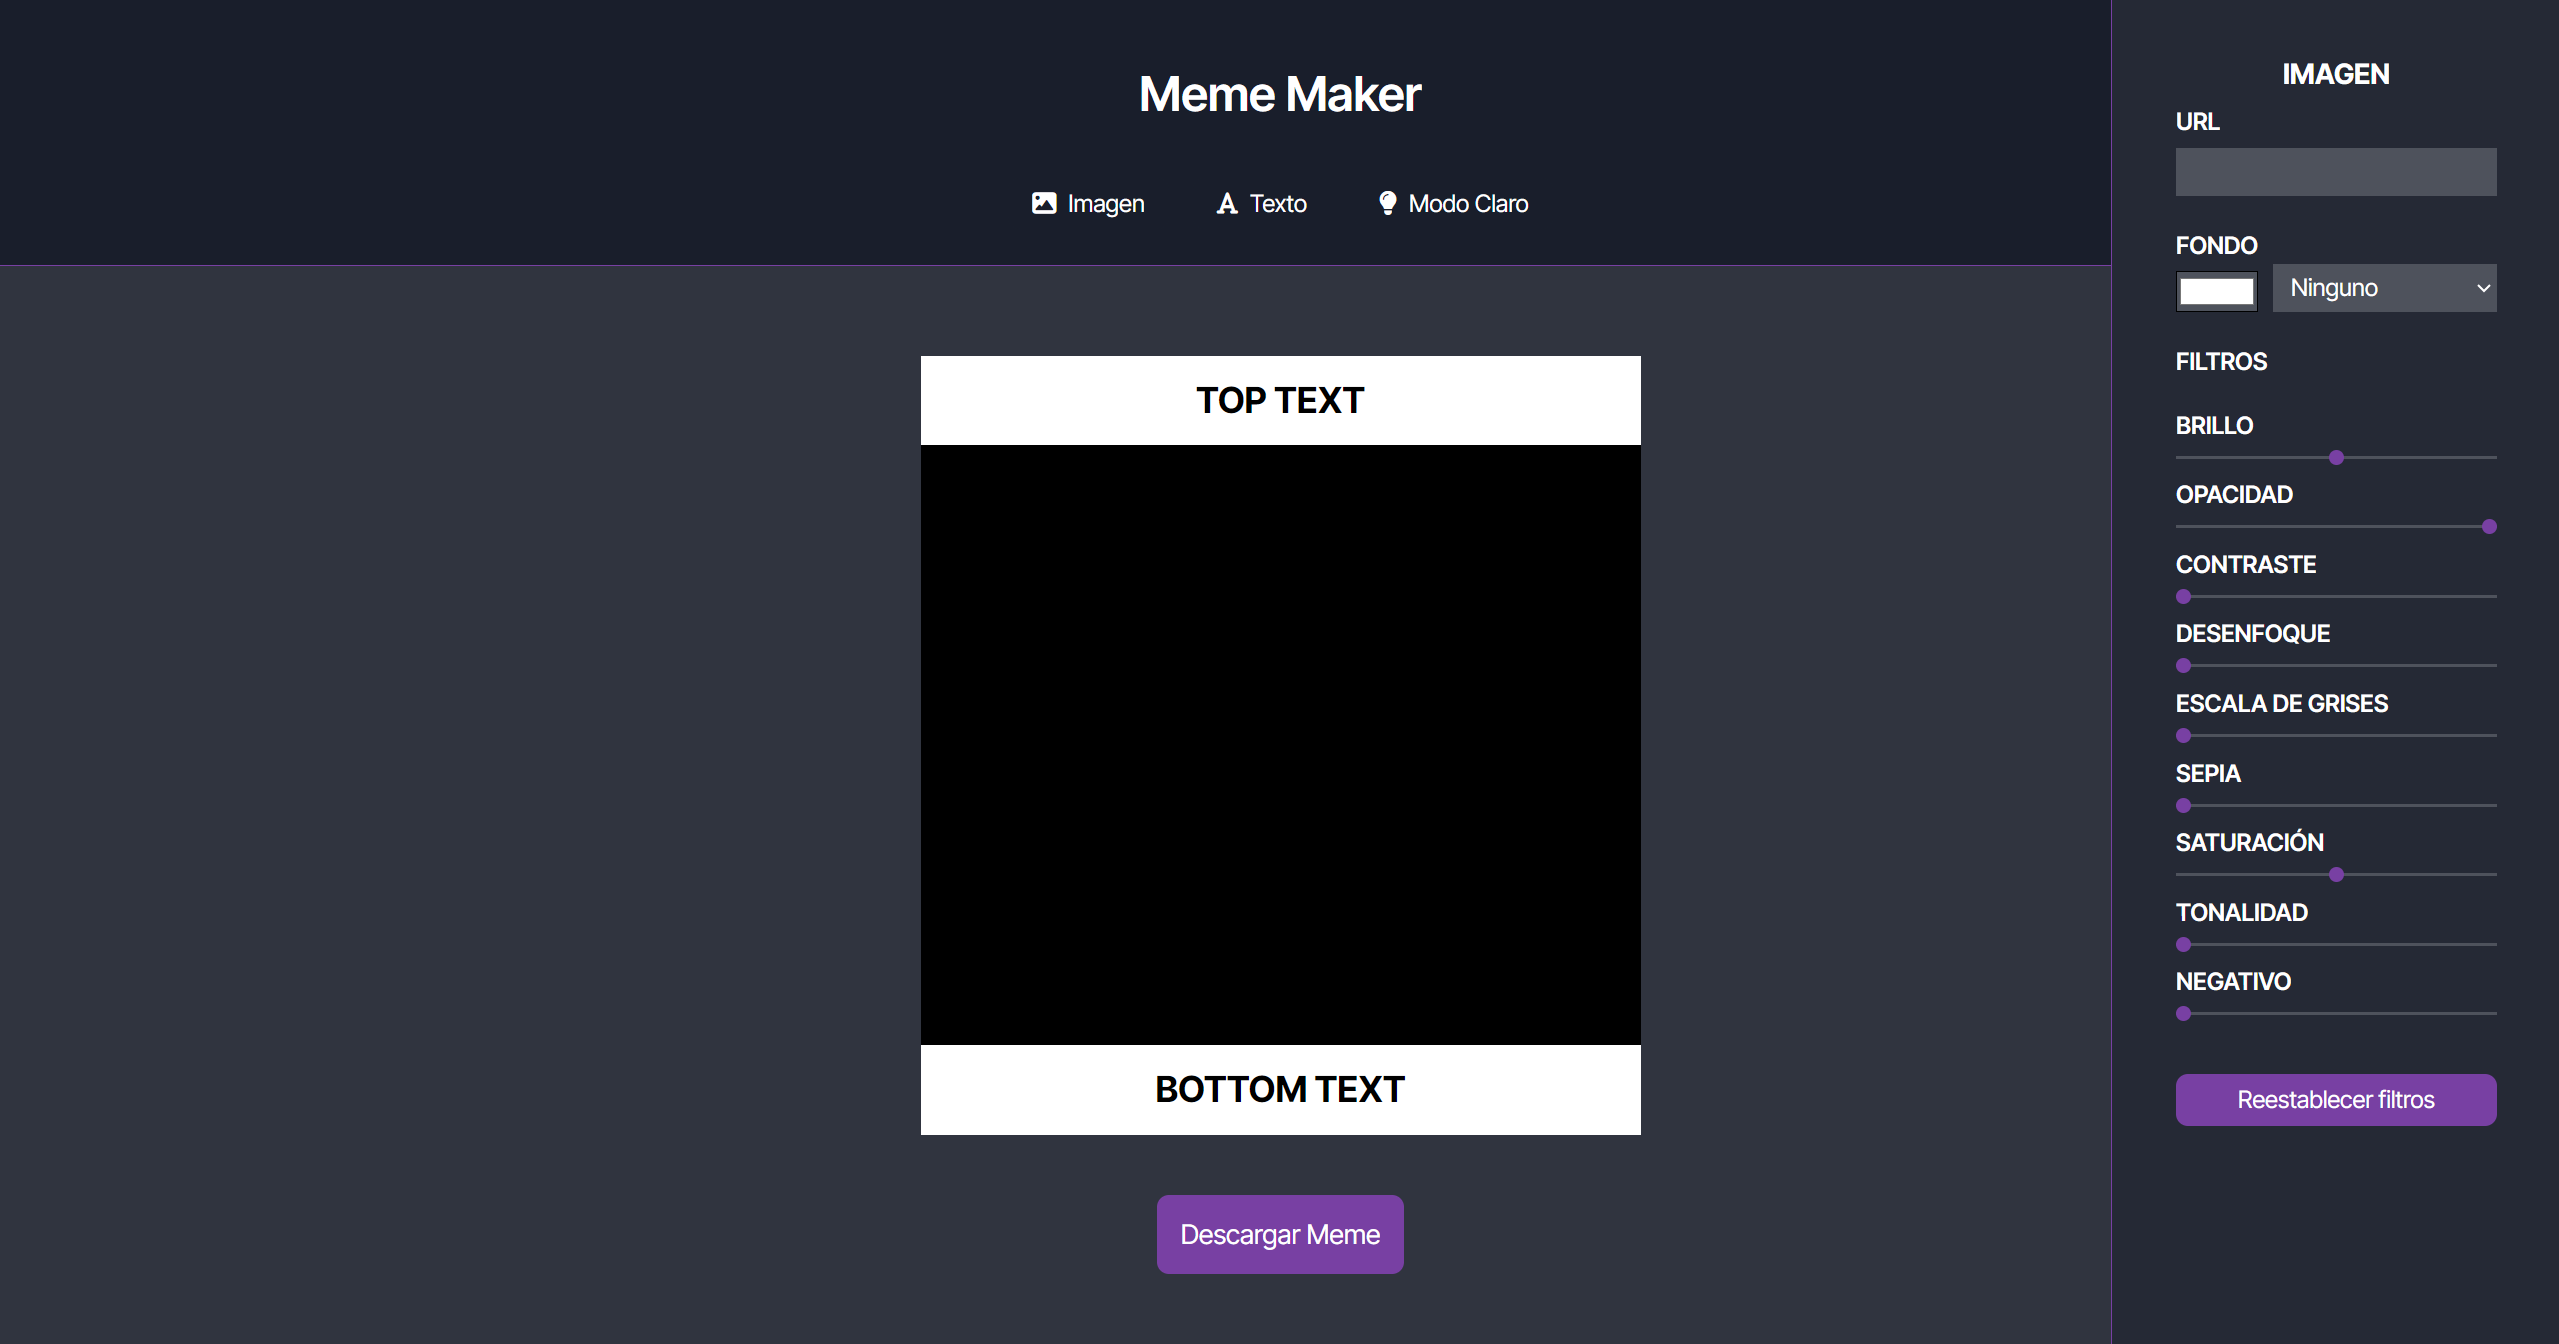 Meme Maker
Imagen
Texto
Modo Claro
TOP TEXT
BOTTOM TEXT
Descargar Meme
IMAGEN
URL
FONDO
Ninguno
FILTROS
BRILLO
OPACIDAD
CONTRASTE
DESENFOQUE
ESCALA DE GRISES
SEPIA
SATURACIÓN
TONALIDAD
NEGATIVO
Reestablecer filtros